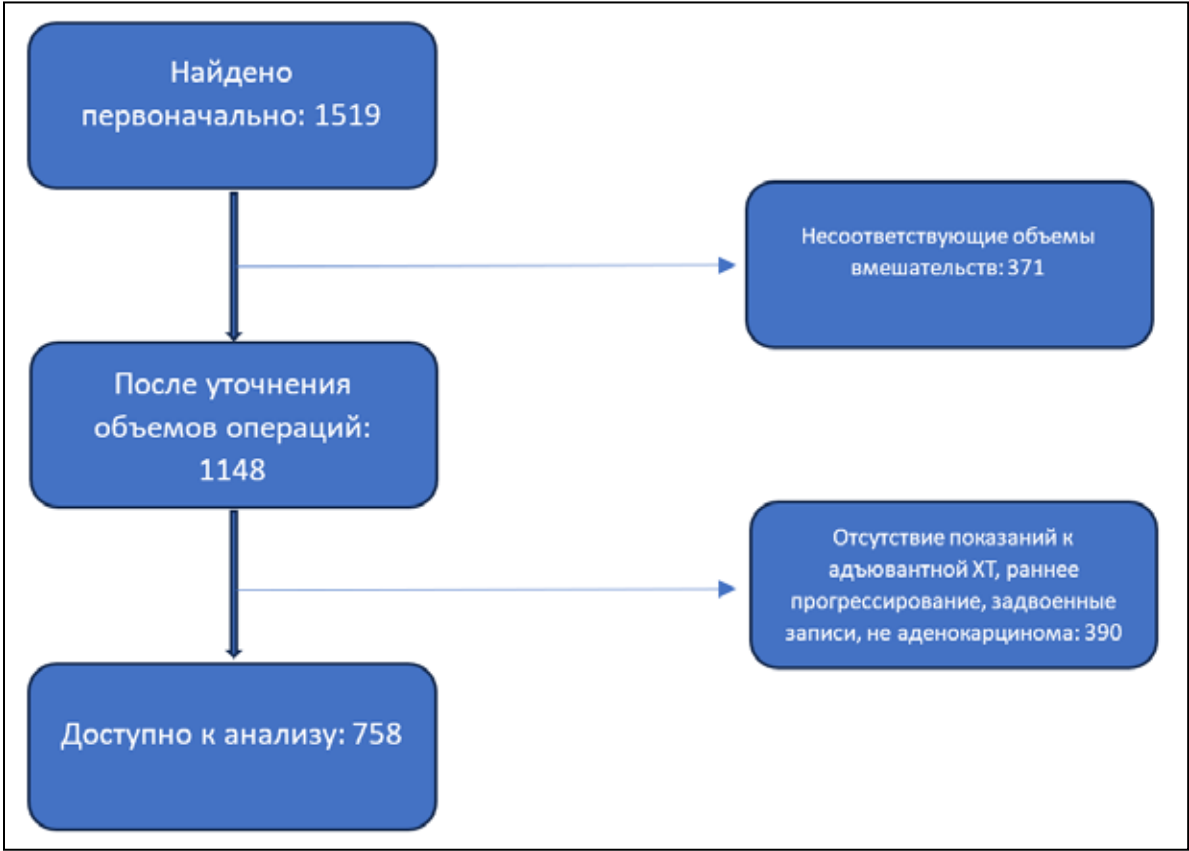 Найдено
первоначально: 1519
Несоответствующие объемы
вмешательств: 371
После уточнения
объемов операций:
1148
Отсутствие показаний к
адъювантной ХТ, раннее
прогрессирование, задвоенные
записи, не аденокарцинома: 390
Доступно к анализу: 758